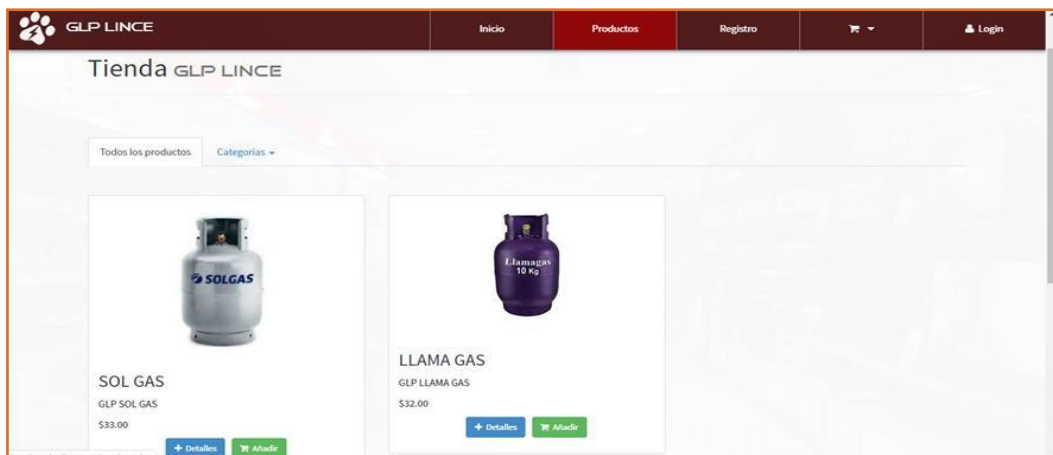 GLP LINCE
Inicio
Productos
Registro
Login
Tienda GLP LINCE
Todos los productos
Categorías
SOLGAS
SOL GAS
GLP SOL GAS
$33.00
+ Detalles
Añadir
Llamagas
10 Kg
LLAMA GAS
GLP LLAMA GAS
$32.00
+ Detalles
Añadir